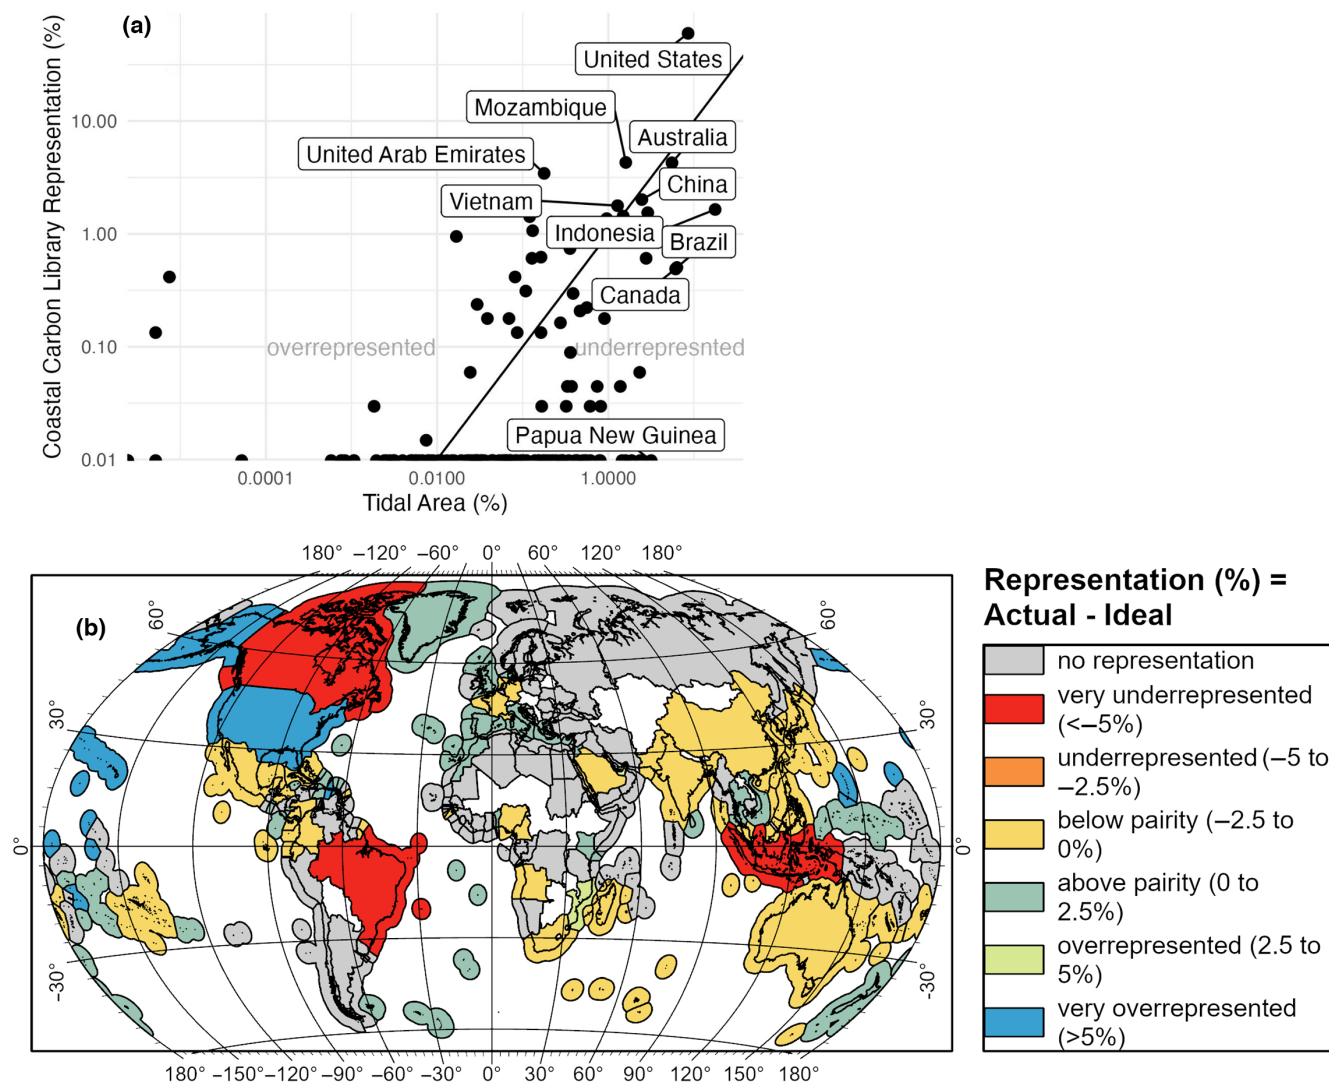 (a)
Coastal Carbon Library Representation (%)
10.00
1.00
0.10
0.01
United States
Mozambique
Australia
United Arab Emirates
China
Vietnam
Indonesia
Brazil
Canada
overrepresented
underrepresnted
Papua New Guinea
0.0001
0.0100
1.0000
Tidal Area (%)
(b)
180° −120° −60° 0° 60° 120° 180°
60°
60°
30°
30°
0°
0°
−30°
−30°
180° −150° −120° −90° −60° −30° 0° 30° 60° 90° 120° 150° 180°
Representation (%) =
Actual - Ideal
no representation
very underrepresented
(<−5%)
underrepresented (−5 to
−2.5%)
below pairity (−2.5 to
0%)
above pairity (0 to
2.5%)
overrepresented (2.5 to
5%)
very overrepresented
(>5%)